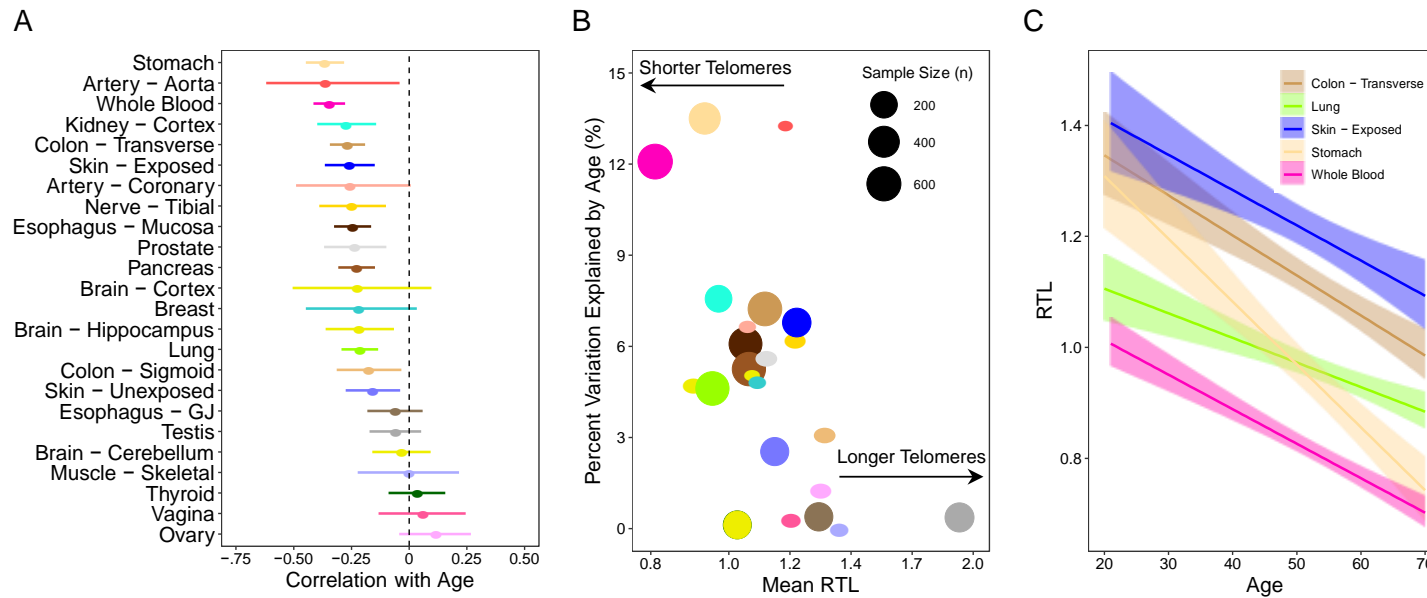 A
Stomach
Artery − Aorta
Whole Blood
Kidney − Cortex
Colon − Transverse
Skin − Exposed
Artery − Coronary
Nerve − Tibial
Esophagus − Mucosa
Prostate
Pancreas
Brain − Cortex
Breast
Brain − Hippocampus
Lung
Colon − Sigmoid
Skin − Unexposed
Esophagus − GJ
Testis
Brain − Cerebellum
Muscle − Skeletal
Thyroid
Vagina
Ovary
−.75 −0.50 −0.25 0.00 0.25 0.50
Correlation with Age
B
Percent Variation Explained by Age (%)
15
12
9
6
3
0
Shorter Telomeres
Sample Size (n)
200
400
600
Longer Telomeres
0.8 1.0 1.2 1.4 1.7 2.0
Mean RTL
C
RTL
1.4
1.2
1.0
0.8
Colon − Transverse
Lung
Skin − Exposed
Stomach
Whole Blood
20 30 40 50 60 70
Age